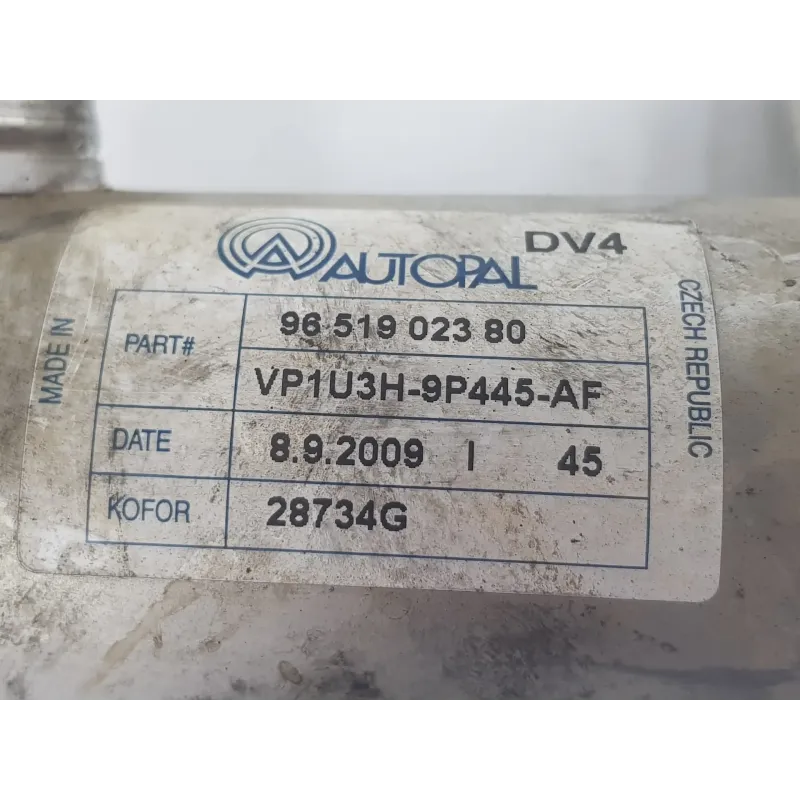 AUTOPAL
DV4
MADE IN
CZECH REPUBLIC
PART# 96 519 023 80
VP1U3H-9P445-AF
DATE 8.9.2009 I 45
KOFOR 28734G